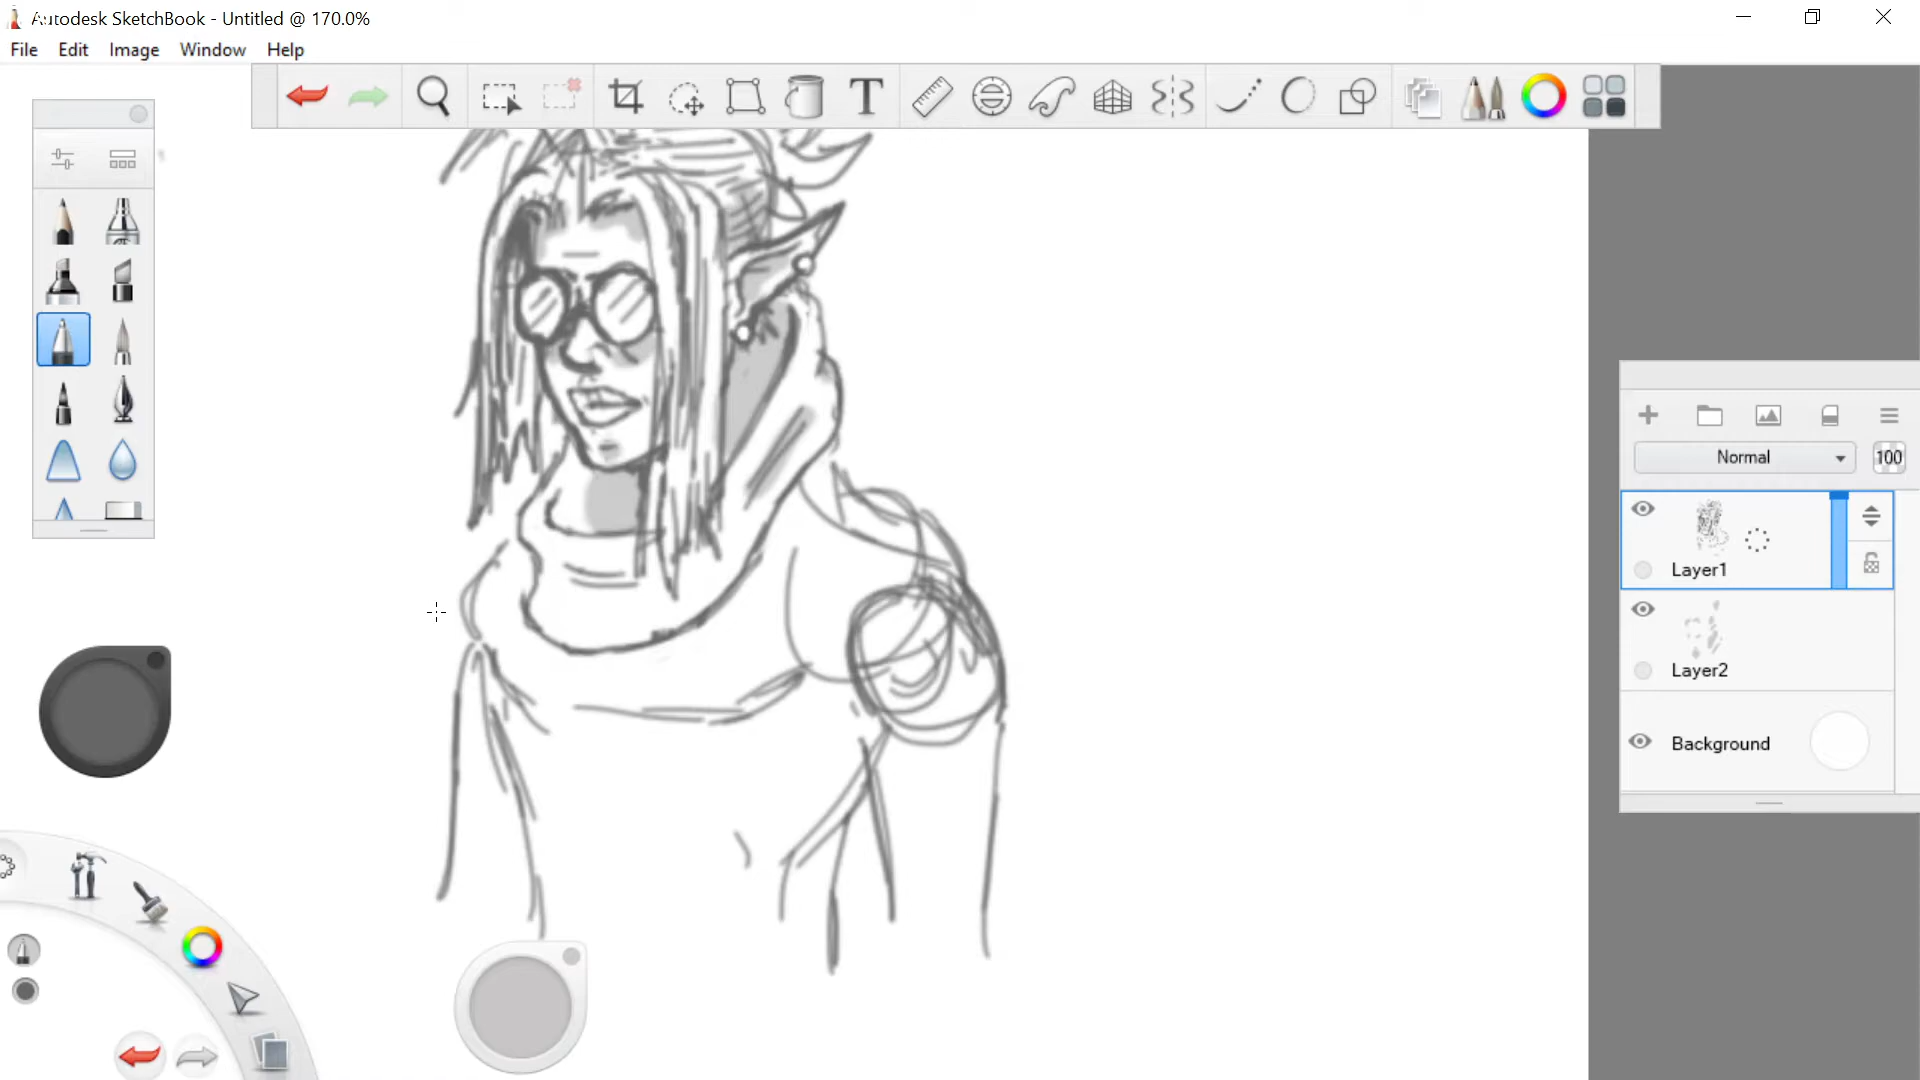 Autodesk SketchBook - Untitled @ 170.0%
File Edit Image Window Help
T
Normal 100
Layer1
Layer2
Background